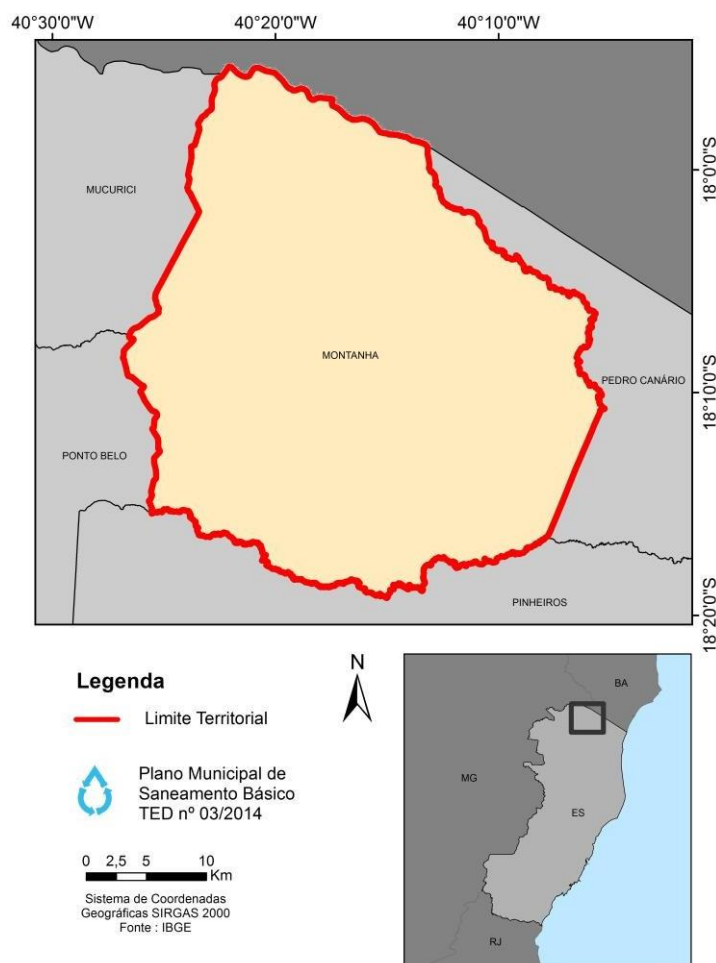 40°30'0"W
40°20'0"W
40°10'0"W
18°0'0"S
MUCURICI
MONTANHA
18°10'0"S
PEDRO CANÁRIO
PONTO BELO
PINHEIROS
18°20'0"S
Legenda
Limite Territorial
Plano Municipal de
Saneamento Básico
TED nº 03/2014
0 2,5 5 10
Km
Sistema de Coordenadas
Geográficas SIRGAS 2000
Fonte : IBGE
N
BA
MG
ES
RJ